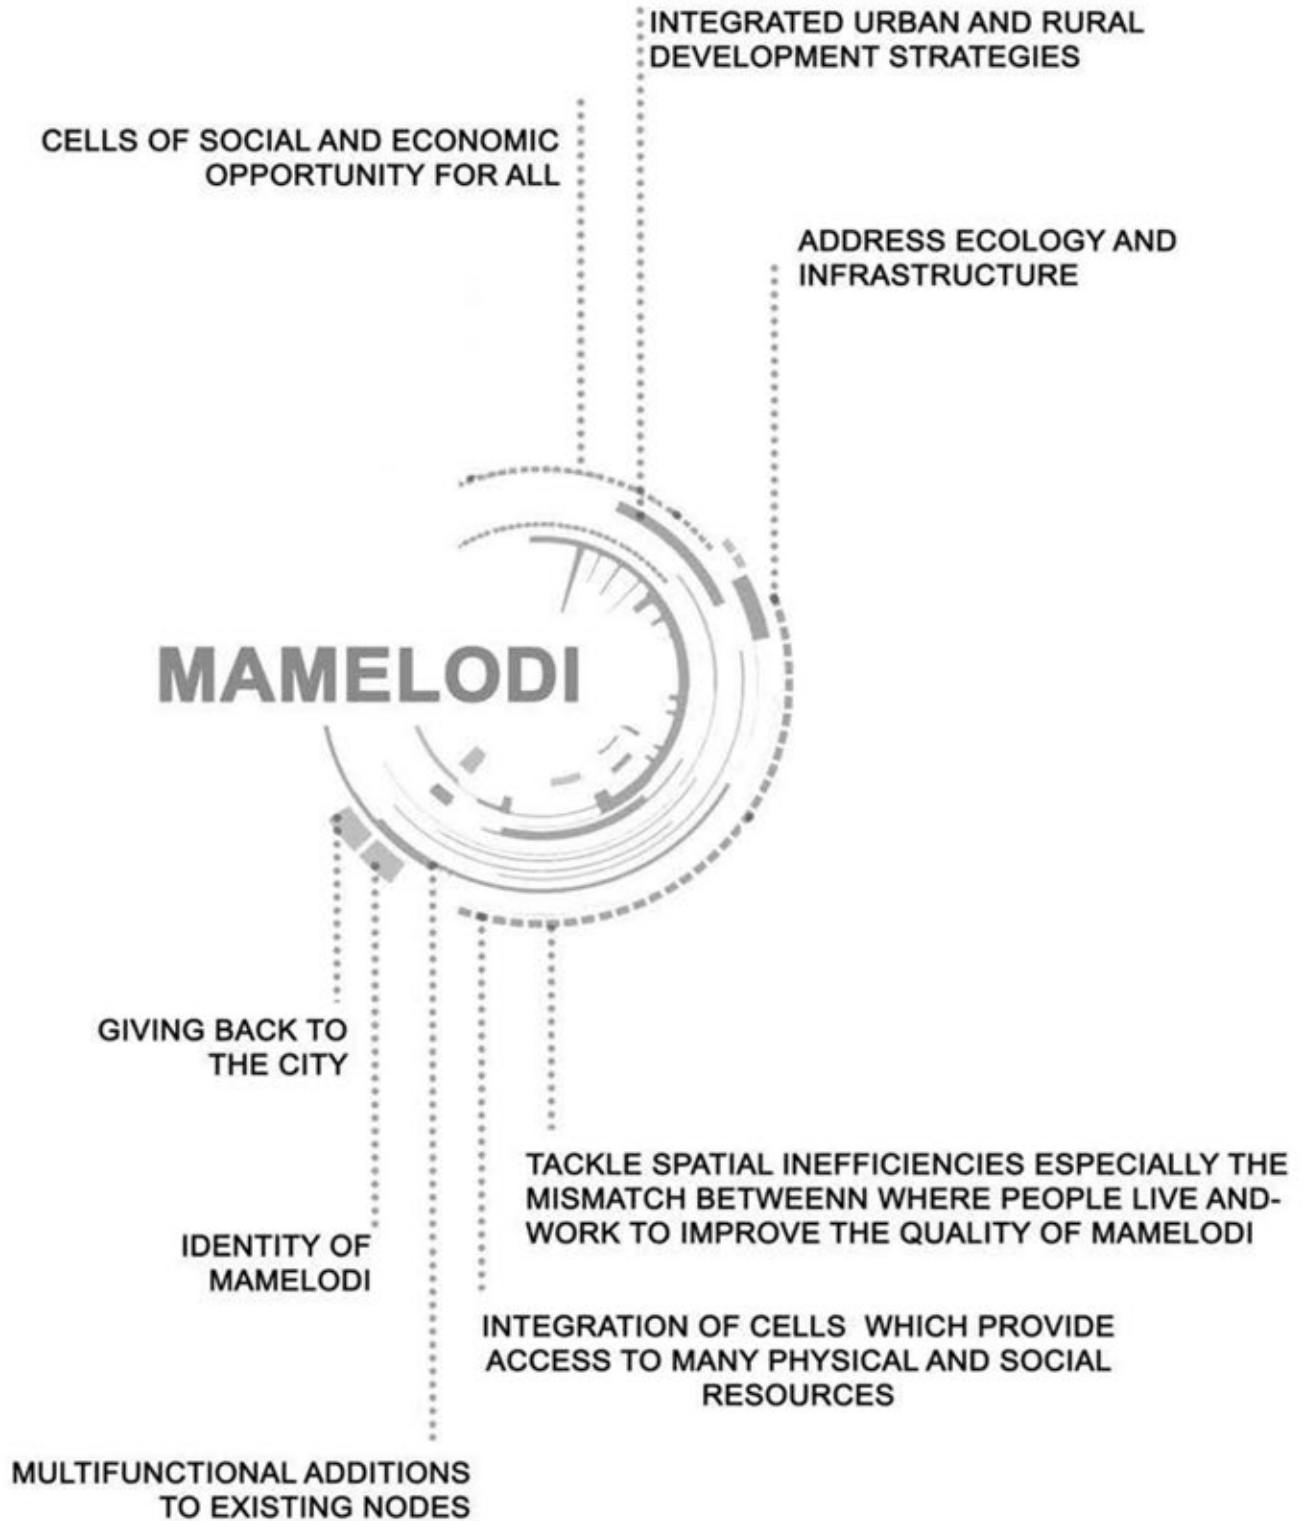 INTEGRATED URBAN AND RURAL
DEVELOPMENT STRATEGIES
CELLS OF SOCIAL AND ECONOMIC
OPPORTUNITY FOR ALL
ADDRESS ECOLOGY AND
INFRASTRUCTURE
MAMELODI
GIVING BACK TO
THE CITY
TACKLE SPATIAL INEFFICIENCIES ESPECIALLY THE
MISMATCH BETWEENN WHERE PEOPLE LIVE AND-
WORK TO IMPROVE THE QUALITY OF MAMELODI
IDENTITY OF
MAMELODI
INTEGRATION OF CELLS WHICH PROVIDE
ACCESS TO MANY PHYSICAL AND SOCIAL
RESOURCES
MULTIFUNCTIONAL ADDITIONS
TO EXISTING NODES